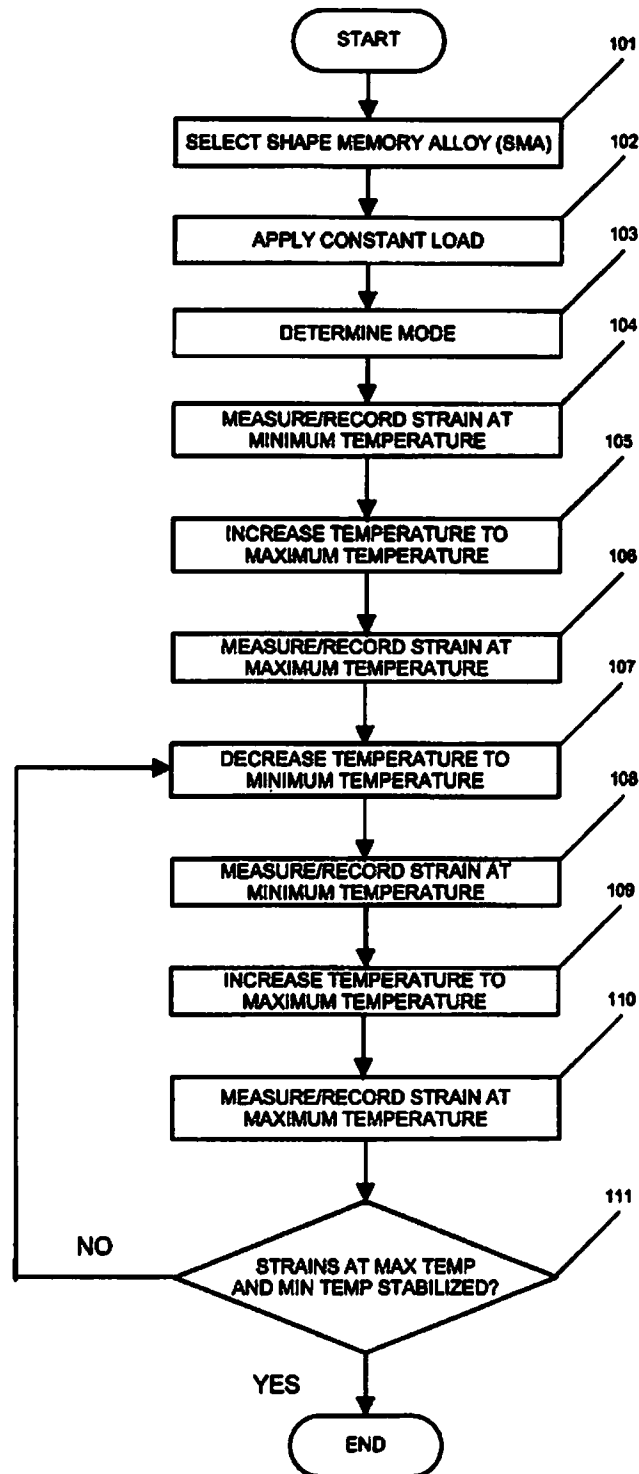 START
101
SELECT SHAPE MEMORY ALLOY (SMA)
102
APPLY CONSTANT LOAD
103
DETERMINE MODE
104
MEASURE/RECORD STRAIN AT
MINIMUM TEMPERATURE
105
INCREASE TEMPERATURE TO
MAXIMUM TEMPERATURE
106
MEASURE/RECORD STRAIN AT
MAXIMUM TEMPERATURE
107
DECREASE TEMPERATURE TO
MINIMUM TEMPERATURE
108
MEASURE/RECORD STRAIN AT
MINIMUM TEMPERATURE
109
INCREASE TEMPERATURE TO
MAXIMUM TEMPERATURE
110
MEASURE/RECORD STRAIN AT
MAXIMUM TEMPERATURE
111
NO
STRAINS AT MAX TEMP
AND MIN TEMP STABILIZED?
YES
END